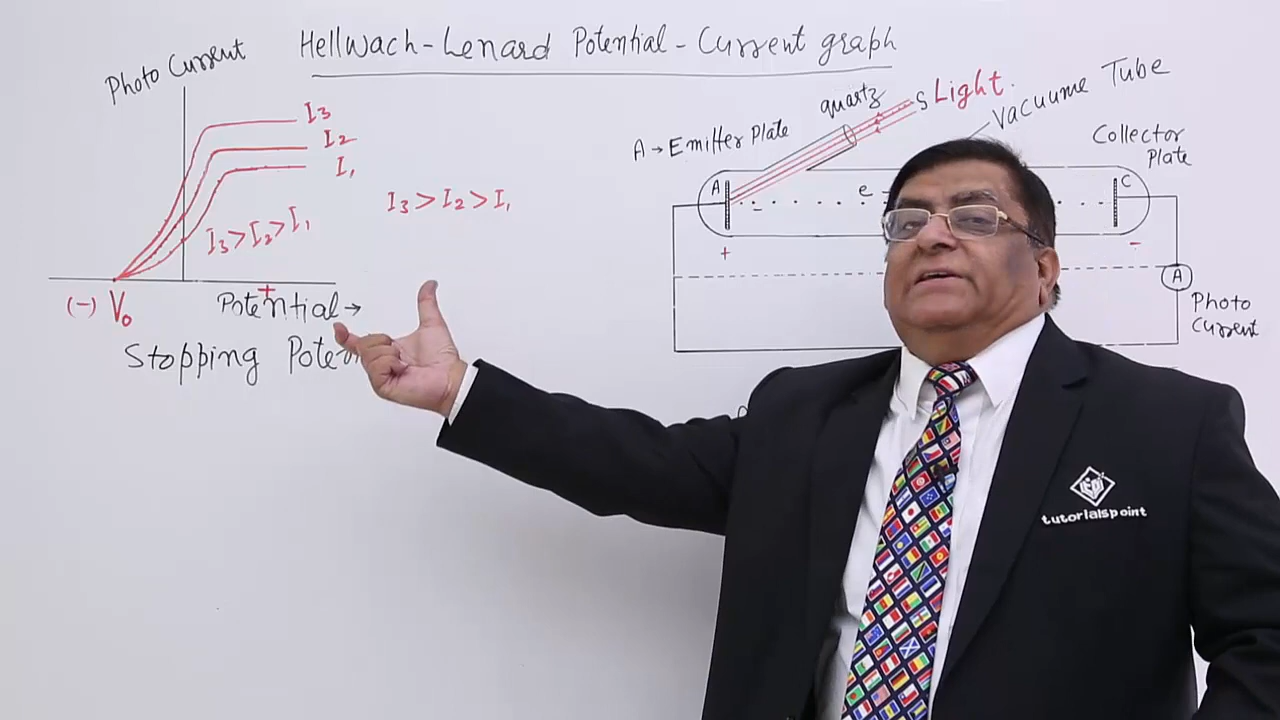 Hellwach-Lenard Potential-Current graph
Photo Current
I3
I2
I1
I3 > I2 > I1
I3 > I2 > I1
(-) V0
+
Potential →
Stopping
A → Emitter Plate
quartz
S Light.
Vacuume Tube
Collector
Plate
A
e -
C
-
+
-
A
Photo
Current
tutorialspoint